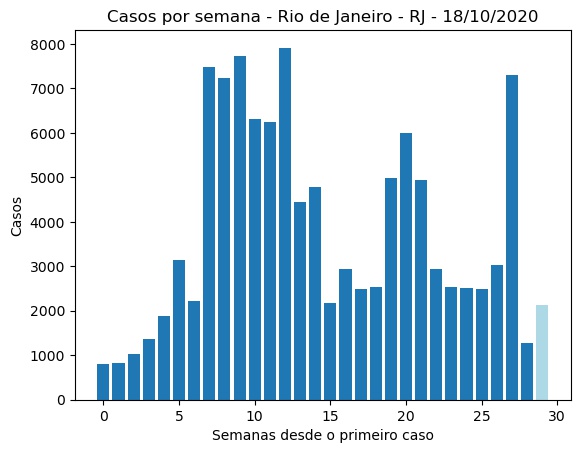 Casos por semana - Rio de Janeiro - RJ - 18/10/2020
8000
7000
6000
5000
4000
3000
2000
1000
0
Casos
0 5 10 15 20 25 30
Semanas desde o primeiro caso